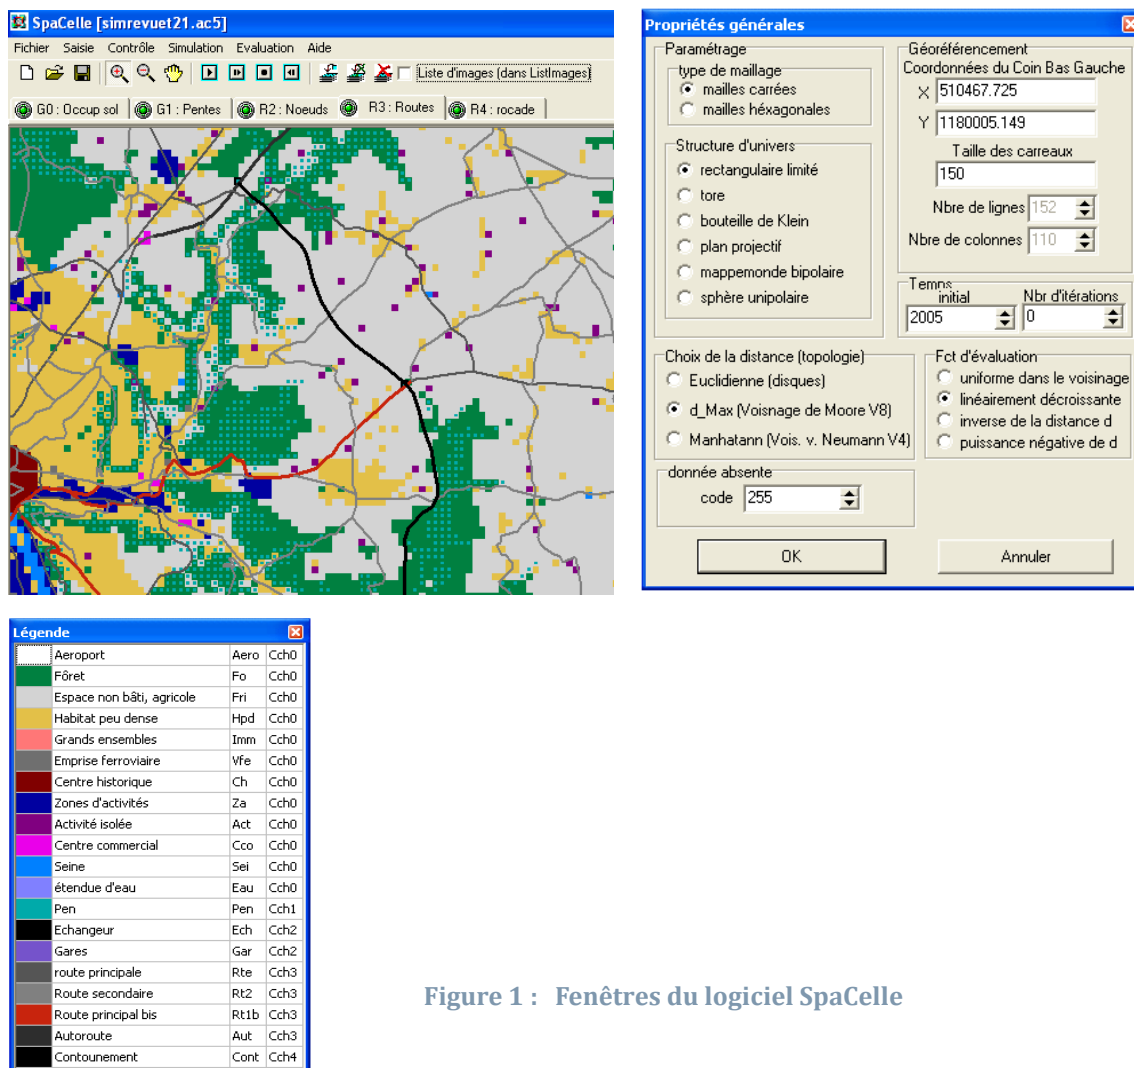 SpaCelle [simrevuet21.ac5]
Fichier Saisie Contrôle Simulation Evaluation Aide
Liste d'images (dans ListImages)
G0 : Occup sol G1 : Pentes R2 : Noeuds R3 : Routes R4 : rocade
Propriétés générales
Paramétrage
type de maillage
mailles carrées
mailles héxagonales
Structure d'univers
rectangulaire limité
tore
bouteille de Klein
plan projectif
mappemonde bipolaire
sphère unipolaire
Géoréférencement
Coordonnées du Coin Bas Gauche
X 510467.725
Y 1180005.149
Taille des carreaux
150
Nbre de lignes 152
Nbre de colonnes 110
Temps
initial Nbr d'itérations
2005 0
Choix de la distance (topologie)
Euclidienne (disques)
d_Max (Voisnage de Moore V8)
Manhatann (Vois. v. Neumann V4)
Fct d'évaluation
uniforme dans le voisinage
linéairement décroissante
inverse de la distance d
puissance négative de d
donnée absente
code 255
OK Annuler
Légende
Aeroport Aero Cch0
Fôret Fo Cch0
Espace non bâti, agricole Fri Cch0
Habitat peu dense Hpd Cch0
Grands ensembles Imm Cch0
Emprise ferroviaire Vfe Cch0
Centre historique Ch Cch0
Zones d'activités Za Cch0
Activité isolée Act Cch0
Centre commercial Cco Cch0
Seine Sei Cch0
étendue d'eau Eau Cch0
Pen Pen Cch1
Echangeur Ech Cch2
Gares Gar Cch2
route principale Rte Cch3
Route secondaire Rt2 Cch3
Route principal bis Rt1b Cch3
Autoroute Aut Cch3
Contounement Cont Cch4
Figure 1 : Fenêtres du logiciel SpaCelle